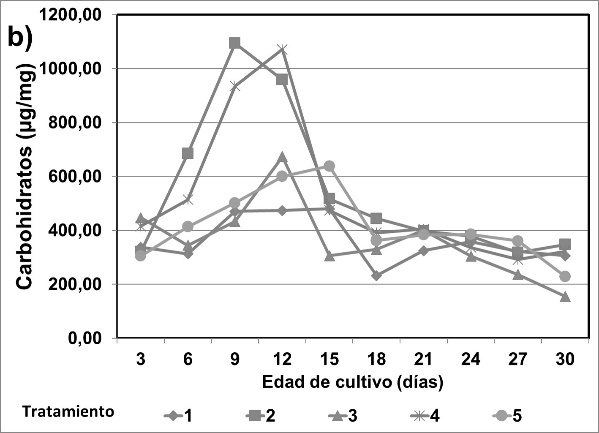 b)
Carbohidratos (µg/mg)
1200,00
1000,00
800,00
600,00
400,00
200,00
0,00
3 6 9 12 15 18 21 24 27 30
Edad de cultivo (días)
Tratamiento 1 2 3 4 5